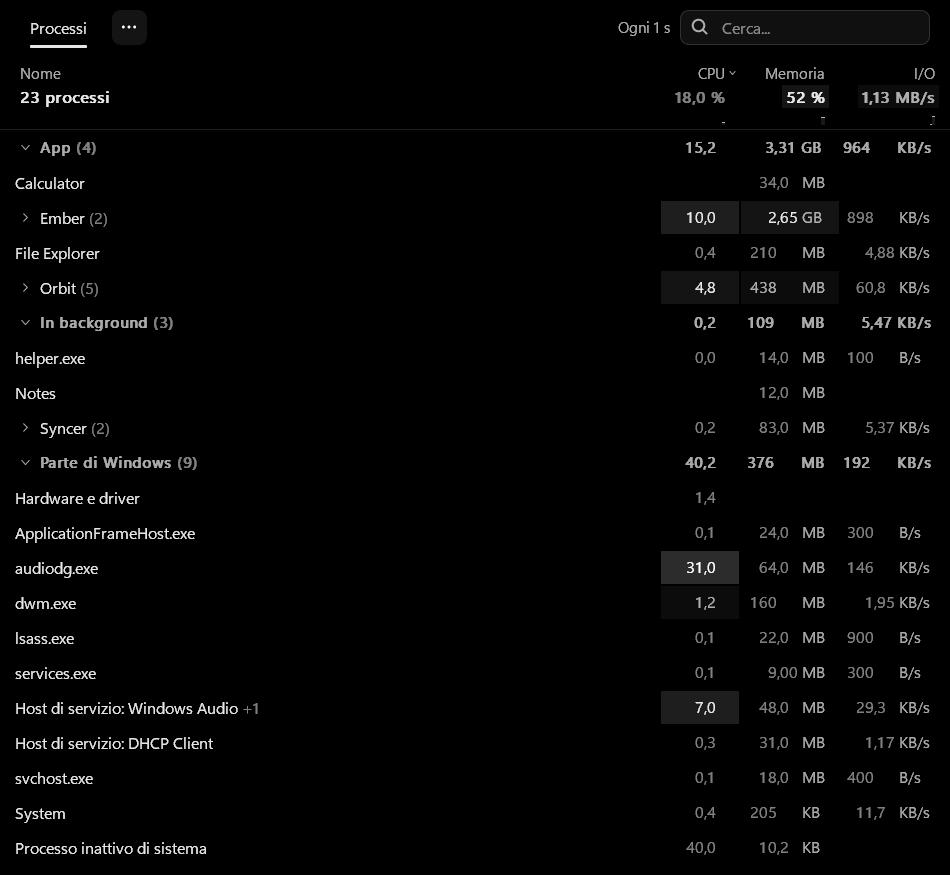 Processi ... Ogni 1 s Cerca...
Nome CPU Memoria I/O
23 processi 18,0 % 52 % 1,13 MB/s
App (4) 15,2 3,31 GB 964 KB/s
Calculator 34,0 MB
Ember (2) 10,0 2,65 GB 898 KB/s
File Explorer 0,4 210 MB 4,88 KB/s
Orbit (5) 4,8 438 MB 60,8 KB/s
In background (3) 0,2 109 MB 5,47 KB/s
helper.exe 0,0 14,0 MB 100 B/s
Notes 12,0 MB
Syncer (2) 0,2 83,0 MB 5,37 KB/s
Parte di Windows (9) 40,2 376 MB 192 KB/s
Hardware e driver 1,4
ApplicationFrameHost.exe 0,1 24,0 MB 300 B/s
audiodg.exe 31,0 64,0 MB 146 KB/s
dwm.exe 1,2 160 MB 1,95 KB/s
lsass.exe 0,1 22,0 MB 900 B/s
services.exe 0,1 9,00 MB 300 B/s
Host di servizio: Windows Audio +1 7,0 48,0 MB 29,3 KB/s
Host di servizio: DHCP Client 0,3 31,0 MB 1,17 KB/s
svchost.exe 0,1 18,0 MB 400 B/s
System 0,4 205 KB 11,7 KB/s
Processo inattivo di sistema 40,0 10,2 KB